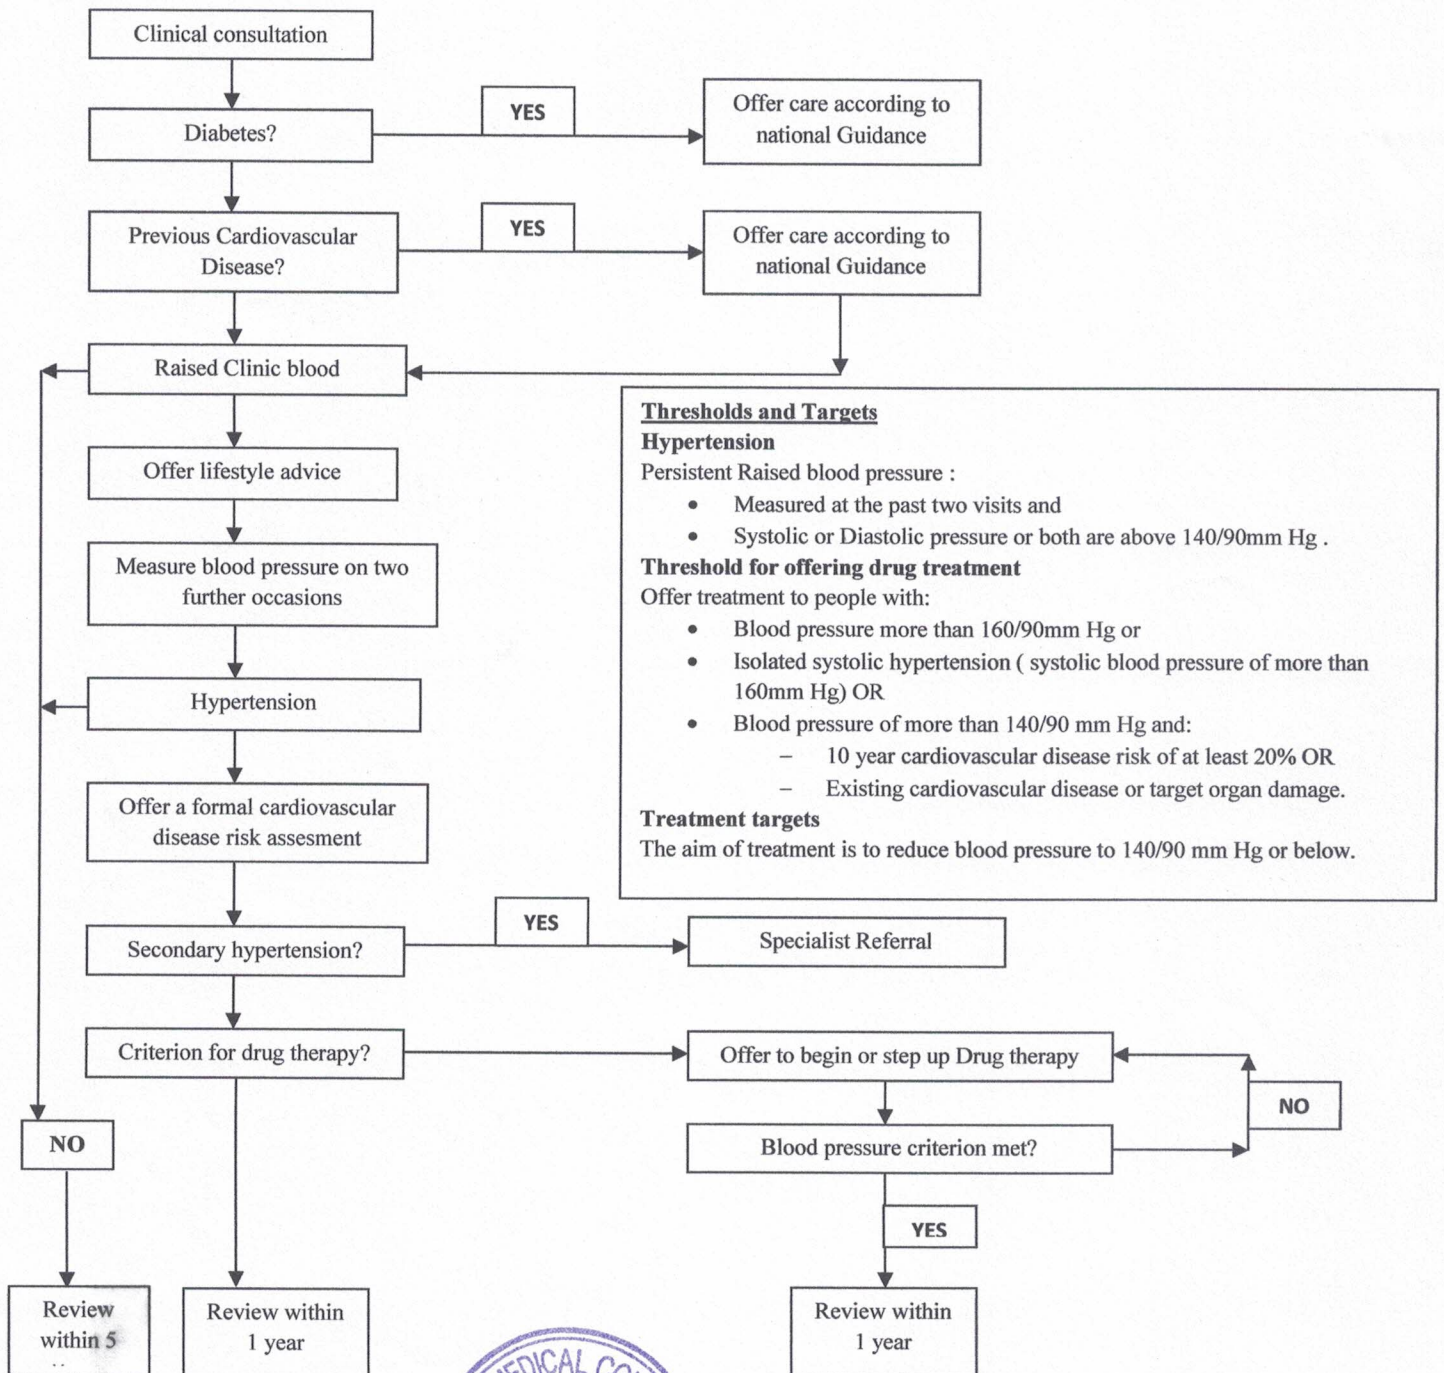 Clinical consultation
Diabetes?
YES
Offer care according to
national Guidance
Previous Cardiovascular
Disease?
YES
Offer care according to
national Guidance
Raised Clinic blood
Offer lifestyle advice
Measure blood pressure on two
further occasions
Hypertension
Offer a formal cardiovascular
disease risk assesment
Thresholds and Targets
Hypertension
Persistent Raised blood pressure :
• Measured at the past two visits and
• Systolic or Diastolic pressure or both are above 140/90mm Hg .
Threshold for offering drug treatment
Offer treatment to people with:
• Blood pressure more than 160/90mm Hg or
• Isolated systolic hypertension ( systolic blood pressure of more than
160mm Hg) OR
• Blood pressure of more than 140/90 mm Hg and:
– 10 year cardiovascular disease risk of at least 20% OR
– Existing cardiovascular disease or target organ damage.
Treatment targets
The aim of treatment is to reduce blood pressure to 140/90 mm Hg or below.
Secondary hypertension?
YES
Specialist Referral
Criterion for drug therapy?
Offer to begin or step up Drug therapy
NO
Blood pressure criterion met?
NO
YES
Review
within 5
Review within
1 year
Review within
1 year
MEDICAL